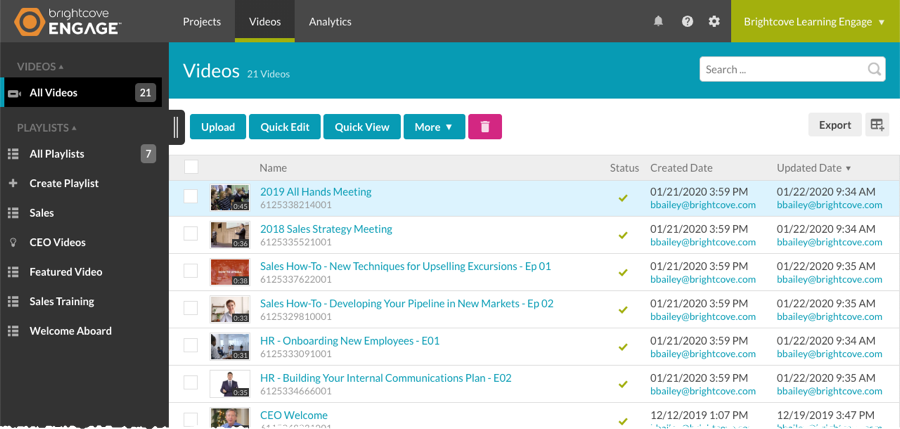 brightcove
ENGAGE™
Projects
Videos
Analytics
Brightcove Learning Engage
VIDEOS
All Videos
21
PLAYLISTS
All Playlists
7
Create Playlist
Sales
CEO Videos
Featured Video
Sales Training
Welcome Aboard
Videos 21 Videos
Search ...
Upload
Quick Edit
Quick View
More
Export
Name
Status
Created Date
Updated Date
0:45
2019 All Hands Meeting
6125338214001
01/21/2020 3:59 PM
bbailey@brightcove.com
01/22/2020 9:34 AM
bbailey@brightcove.com
0:36
2018 Sales Strategy Meeting
6125335521001
01/21/2020 3:59 PM
bbailey@brightcove.com
01/22/2020 9:34 AM
bbailey@brightcove.com
0:38
Sales How-To - New Techniques for Upselling Excursions - Ep 01
6125337622001
01/21/2020 3:59 PM
bbailey@brightcove.com
01/22/2020 9:35 AM
bbailey@brightcove.com
0:33
Sales How-To - Developing Your Pipeline in New Markets - Ep 02
6125329810001
01/21/2020 3:59 PM
bbailey@brightcove.com
01/22/2020 9:35 AM
bbailey@brightcove.com
0:31
HR - Onboarding New Employees - E01
6125333091001
01/21/2020 3:59 PM
bbailey@brightcove.com
01/22/2020 9:34 AM
bbailey@brightcove.com
0:35
HR - Building Your Internal Communications Plan - E02
6125334666001
01/21/2020 3:59 PM
bbailey@brightcove.com
01/22/2020 9:35 AM
bbailey@brightcove.com
CEO Welcome
12/12/2019 1:07 PM
12/19/2019 3:47 PM